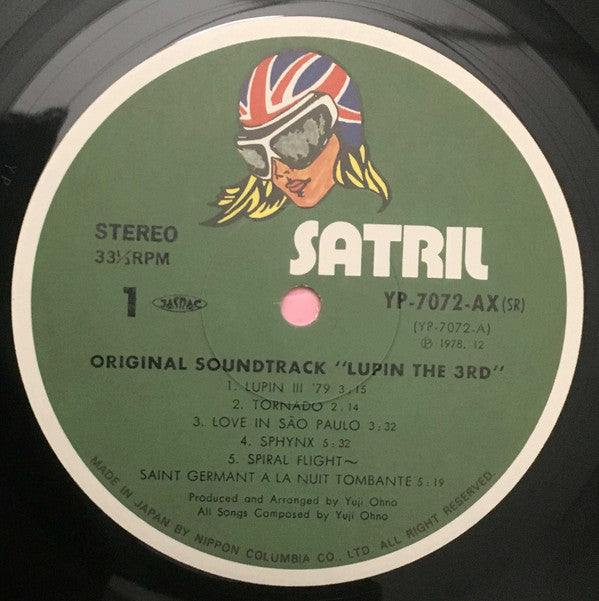 SATRIL
STEREO
33⅓RPM
YP-7072-AX(SR)
1 JASRAC
(YP-7072-A)
Ⓟ 1978. 12
ORIGINAL SOUNDTRACK "LUPIN THE 3RD"
1. LUPIN III '79 3:15
2. TORNADO 2:14
3. LOVE IN SÃO PAULO 3:32
4. SPHYNX 5:32
5. SPIRAL FLIGHT~
SAINT GERMANT A LA NUIT TOMBANTE 5:19
Produced and Arranged by Yuji Ohno
All Songs Composed by Yuji Ohno
MADE IN JAPAN BY NIPPON COLUMBIA CO., LTD. ALL RIGHT RESERVED.